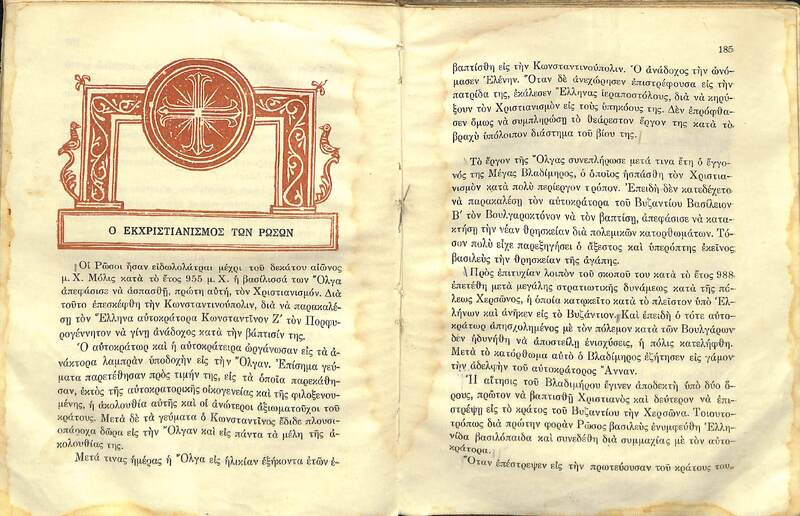 Ο ΕΚΧΡΙΣΤΙΑΝΙΣΜΟΣ ΤΩΝ ΡΩΣΩΝ
Οἱ Ρῶσοι ἦσαν εἰδωλολάτραι μέχρι τοῦ δεκάτου αἰῶνος
μ. Χ. Μόλις κατὰ τὸ ἔτος 955 μ. Χ. ἡ βασίλισσά των Ὄλγα
ἀπεφάσισε νὰ ἀσπασθῇ, πρώτη αὐτή, τὸν Χριστιανισμόν. Διὰ
τοῦτο ἐπεσκέφθη τὴν Κωνσταντινούπολιν, διὰ νὰ παρακαλέ-
σῃ τὸν Ἕλληνα αὐτοκράτορα Κωνσταντῖνον Ζ΄ τὸν Πορφυ-
ρογέννητον νὰ γίνῃ ἀνάδοχος κατὰ τὴν βάπτισίν της.
Ὁ αὐτοκράτωρ καὶ ἡ αὐτοκράτειρα ὠργάνωσαν εἰς τὰ ἀ-
νάκτορα λαμπρὰν ὑποδοχὴν εἰς τὴν Ὄλγαν. Ἐπίσημα γεύ-
ματα παρετέθησαν πρὸς τιμήν της, εἰς τὰ ὁποῖα παρεκάθη-
σαν, ἐκτὸς τῆς αὐτοκρατορικῆς οἰκογενείας καὶ τῆς φιλοξενου-
μένης, ἡ ἀκολουθία αὐτῆς καὶ οἱ ἀνώτεροι ἀξιωματοῦχοι τοῦ
κράτους. Μετὰ δὲ τὰ γεύματα ὁ Κωνσταντῖνος ἔδιδε πλουσι-
οπάροχα δῶρα εἰς τὴν Ὄλγαν καὶ εἰς πάντα τὰ μέλη τῆς ἀ-
κολουθίας της.
Μετά τινας ἡμέρας ἡ Ὄλγα εἰς ἡλικίαν ἑξήκοντα ἐτῶν ἐ-
185
βαπτίσθη εἰς τὴν Κωνσταντινούπολιν. Ὁ ἀνάδοχος τὴν ὠνό-
μασεν Ἑλένην. Ὅταν δὲ ἀνεχώρησεν ἐπιστρέφουσα εἰς τὴν
πατρίδα της, ἐκάλεσεν Ἕλληνας ἱεραποστόλους, διὰ νὰ κηρύ-
ξουν τὸν Χριστιανισμὸν εἰς τοὺς ὑπηκόους της. Δὲν ἐπρόφθα-
σεν ὅμως νὰ συμπληρώσῃ τὸ θεάρεστον ἔργον της κατὰ τὸ
βραχὺ ὑπόλοιπον διάστημα τοῦ βίου της.
Τὸ ἔργον τῆς Ὄλγας συνεπλήρωσε μετά τινα ἔτη ὁ ἔγγο-
νός της Μέγας Βλαδίμηρος, ὁ ὁποῖος ἠσπάσθη τὸν Χριστια-
νισμὸν κατὰ πολὺ περίεργον τρόπον. Ἐπειδὴ δὲν κατεδέχετο
νὰ παρακαλέσῃ τὸν αὐτοκράτορα τοῦ Βυζαντίου Βασίλειον
Β΄ τὸν Βουλγαροκτόνον νὰ τὸν βαπτίσῃ, ἀπεφάσισε νὰ κατα-
κτήσῃ τὴν νέαν θρησκείαν διὰ πολεμικῶν κατορθωμάτων. Τό-
σον πολὺ εἶχε παρεξηγήσει ὁ ἄξεστος καὶ ὑπερόπτης ἐκεῖνος
βασιλεὺς τὴν θρησκείαν τῆς ἀγάπης.
Πρὸς ἐπιτυχίαν λοιπὸν τοῦ σκοποῦ του κατὰ τὸ ἔτος 988
ἐπετέθη μετὰ μεγάλης στρατιωτικῆς δυνάμεως κατὰ τῆς πό-
λεως Χερσῶνος, ἡ ὁποία κατῳκεῖτο κατὰ τὸ πλεῖστον ὑπὸ Ἑλ-
λήνων καὶ ἀνῆκεν εἰς τὸ Βυζάντιον. Καὶ ἐπειδὴ ὁ τότε αὐτο-
κράτωρ ἀπησχολημένος μὲ τὸν πόλεμον κατὰ τῶν Βουλγάρων
δὲν ἠδυνήθη νὰ ἀποστείλῃ ἐνισχύσεις, ἡ πόλις κατελήφθη.
Μετὰ τὸ κατόρθωμα αὐτὸ ὁ Βλαδίμηρος ἐζήτησεν εἰς γάμον
τὴν ἀδελφὴν τοῦ αὐτοκράτορος Ἄνναν.
Ἡ αἴτησις τοῦ Βλαδιμήρου ἔγινεν ἀποδεκτὴ ὑπὸ δύο ὅ-
ρους, πρῶτον νὰ βαπτισθῇ Χριστιανὸς καὶ δεύτερον νὰ ἐπι-
στρέψῃ εἰς τὸ κράτος τοῦ Βυζαντίου τὴν Χερσῶνα. Τοιουτο-
τρόπως διὰ πρώτην φορὰν Ρῶσος βασιλεὺς ἐνυμφεύθη Ἑλλη-
νίδα βασιλόπαιδα καὶ συνεδέθη διὰ συμμαχίας μὲ τὸν αὐτο-
κράτορα.
Ὅταν ἐπέστρεψεν εἰς τὴν πρωτεύουσαν τοῦ κράτους του,